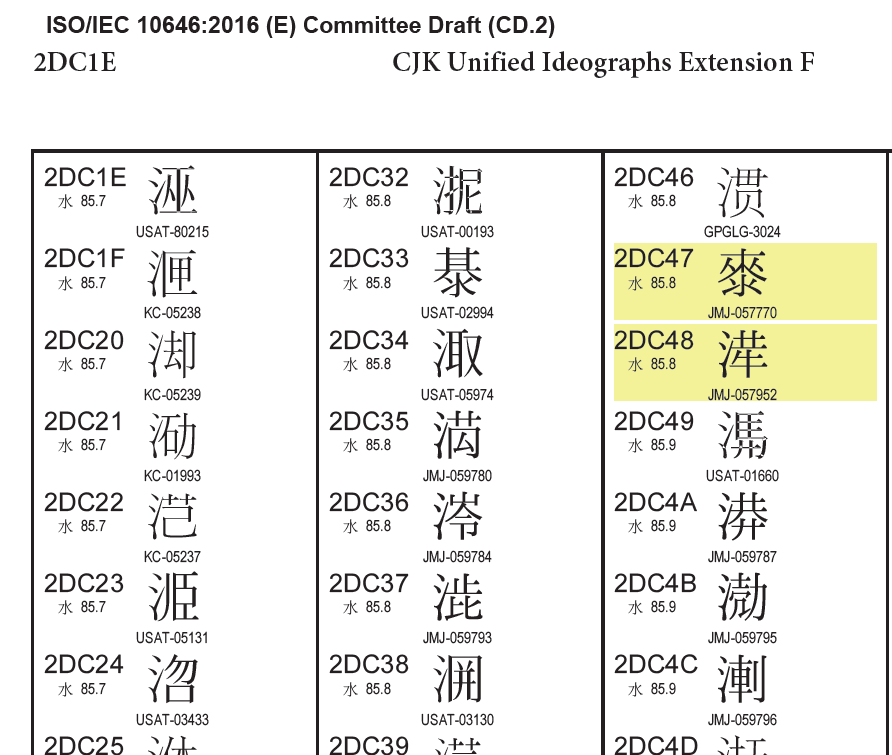 ISO/IEC 10646:2016 (E) Committee Draft (CD.2)
2DC1E CJK Unified Ideographs Extension F
2DC1E
水 85.7
USAT-80215
2DC1F
水 85.7
KC-05238
2DC20
水 85.7
KC-05239
2DC21
水 85.7
KC-01993
2DC22
水 85.7
KC-05237
2DC23
水 85.7
USAT-05131
2DC24
水 85.7
USAT-03433
2DC25
2DC32
水 85.8
USAT-00193
2DC33
水 85.8
USAT-02994
2DC34
水 85.8
USAT-05974
2DC35
水 85.8
JMJ-059780
2DC36
水 85.8
JMJ-059784
2DC37
水 85.8
JMJ-059793
2DC38
水 85.8
USAT-03130
2DC39
2DC46
水 85.8
GPGLG-3024
2DC47
水 85.8
JMJ-057770
2DC48
水 85.8
JMJ-057952
2DC49
水 85.9
USAT-01660
2DC4A
水 85.9
JMJ-059787
2DC4B
水 85.9
JMJ-059795
2DC4C
水 85.9
JMJ-059796
2DC4D